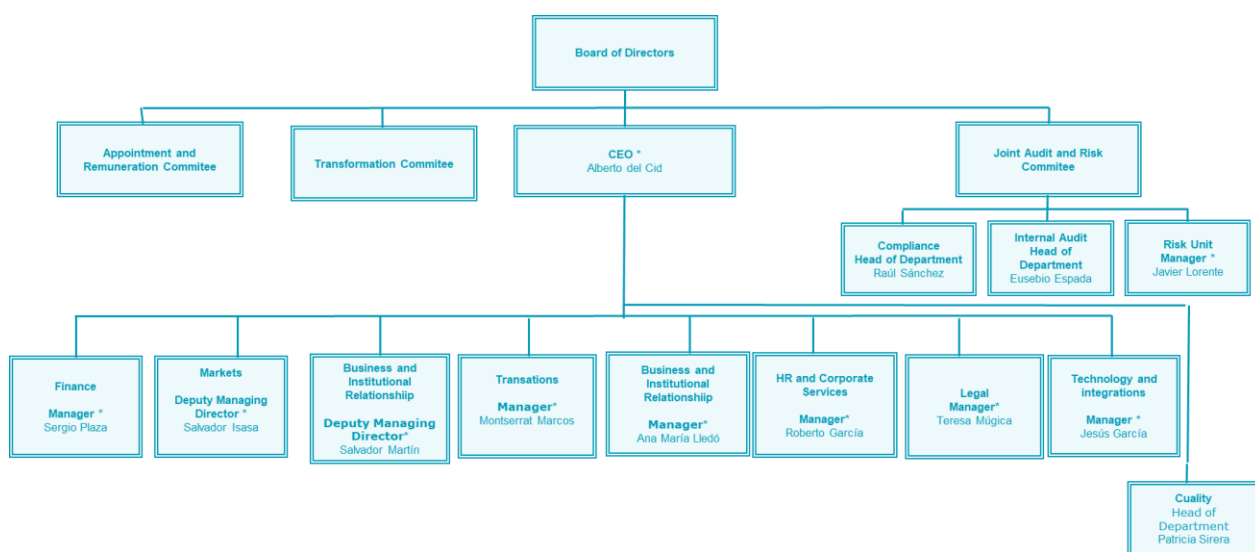 Board of Directors
Appointment and
Remuneration Commitee
Transformation Commitee
CEO *
Alberto del Cid
Joint Audit and Risk
Commitee
Compliance
Head of Department
Raúl Sánchez
Internal Audit
Head of
Department
Eusebio Espada
Risk Unit
Manager *
Javier Lorente
Finance
Manager *
Sergio Plaza
Markets
Deputy Managing
Director *
Salvador Isasa
Business and
Institutional
Relationshiip
Deputy Managing
Director*
Salvador Martín
Transations
Manager*
Montserrat Marcos
Business and
Institutional
Relationshiip
Manager*
Ana María Lledó
HR and Corporate
Services
Manager*
Roberto García
Legal
Manager*
Teresa Múgica
Technology and
integrations
Manager *
Jesús García
Cuality
Head of
Department
Patricia Sirera